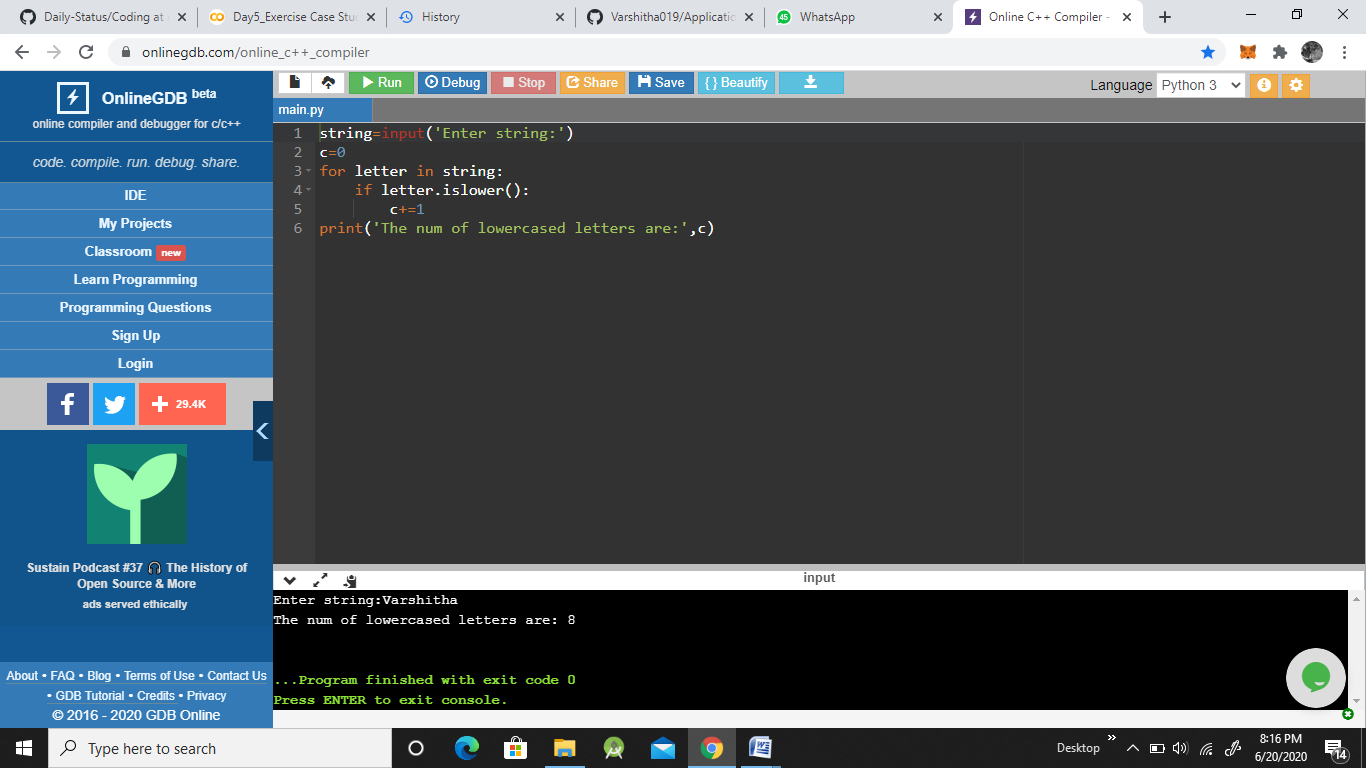 Daily-Status/Coding at
Day5_Exercise Case Stu
History
Varshitha019/Applicatio
45
WhatsApp
Online C++ Compiler -
onlinegdb.com/online_c++_compiler
OnlineGDB beta
online compiler and debugger for c/c++
code. compile. run. debug. share.
IDE
My Projects
Classroom new
Learn Programming
Programming Questions
Sign Up
Login
f
29.4K
Sustain Podcast #37 🎧 The History of
Open Source & More
ads served ethically
About • FAQ • Blog • Terms of Use • Contact Us
• GDB Tutorial • Credits • Privacy
© 2016 - 2020 GDB Online
Run
Debug
Stop
Share
Save
{ } Beautify
Language Python 3
main.py
1 string=input('Enter string:')
2 c=0
3 for letter in string:
4     if letter.islower():
5         c+=1
6 print('The num of lowercased letters are:',c)
input
Enter string:Varshitha
The num of lowercased letters are: 8
...Program finished with exit code 0
Press ENTER to exit console.
Type here to search
Desktop
8:16 PM
6/20/2020
14